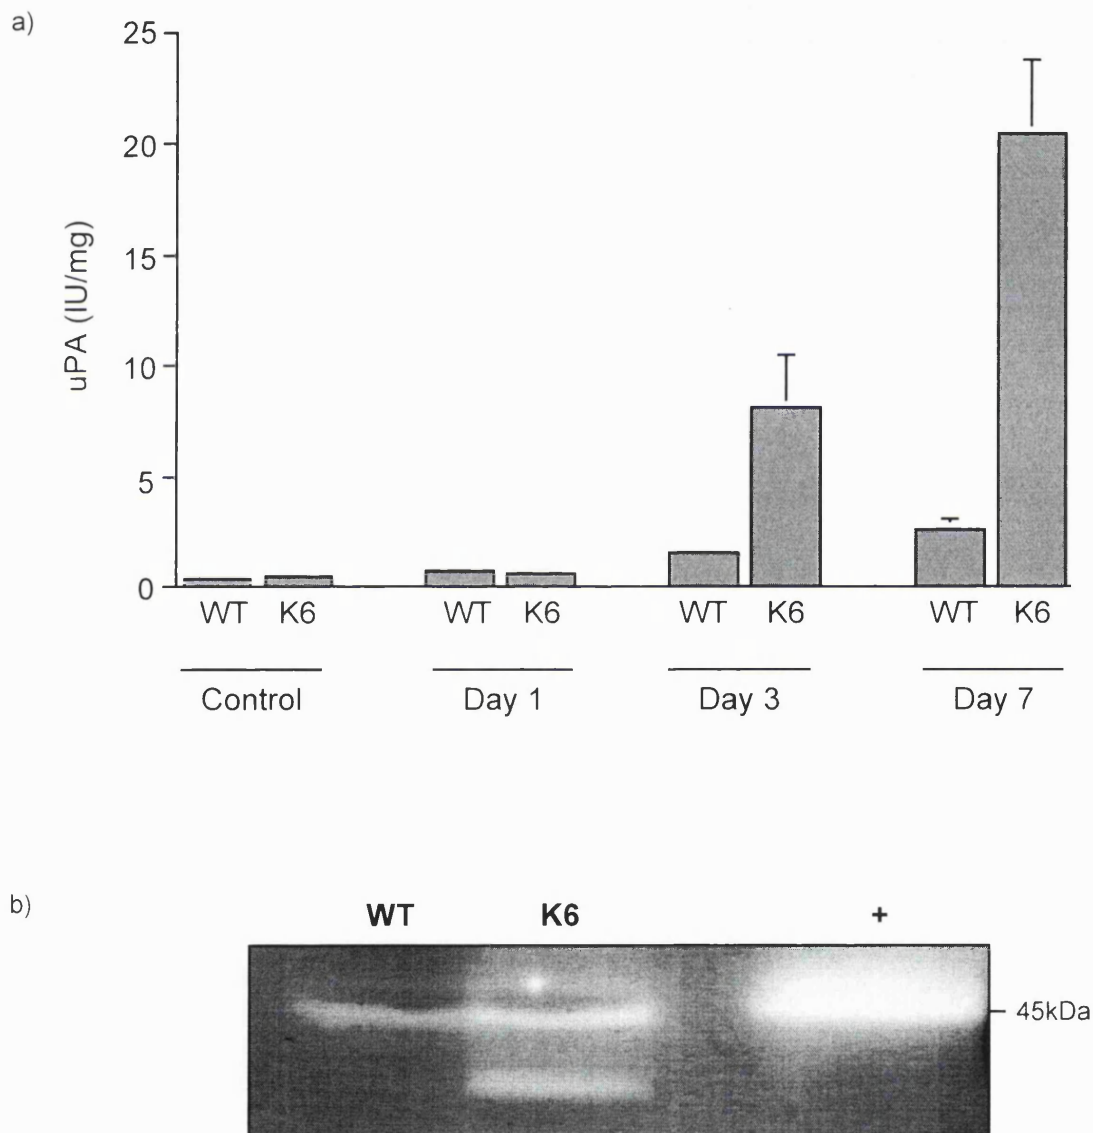 a)
25
20
15
10
5
0
uPA (IU/mg)
WT K6 WT K6 WT K6 WT K6
Control Day 1 Day 3 Day 7
b)
WT K6 +
45kDa